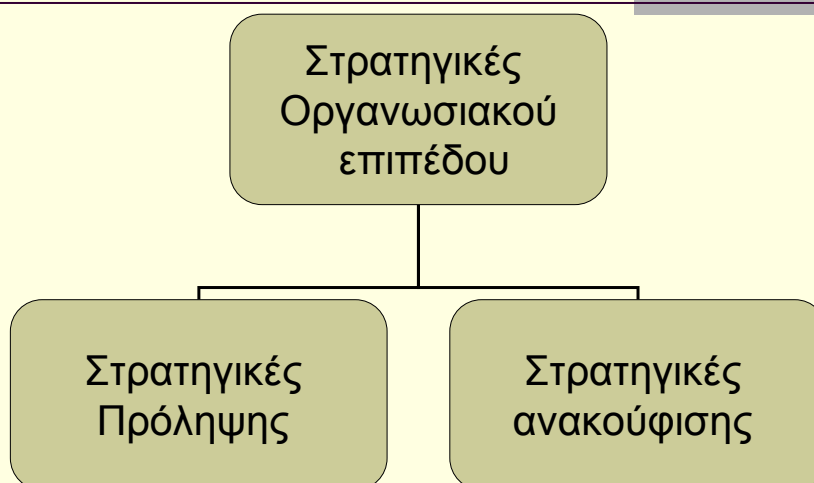 Στρατηγικές
Οργανωσιακού
επιπέδου
Στρατηγικές
Πρόληψης
Στρατηγικές
ανακούφισης